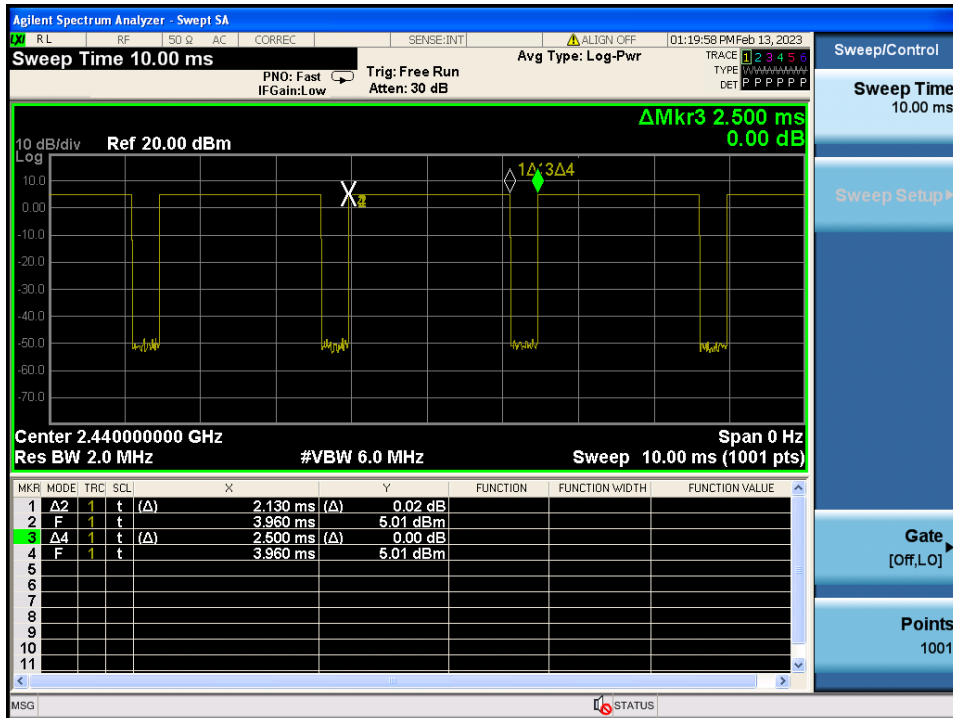 Agilent Spectrum Analyzer - Swept SA
LXI RL RF 50 Ω AC CORREC SENSE:INT ALIGN OFF 01:19:58 PM Feb 13, 2023
Sweep Time 10.00 ms
PNO: Fast
IFGain:Low
Trig: Free Run
Atten: 30 dB
Avg Type: Log-Pwr
TRACE 1 2 3 4 5 6
TYPE WWWWWW
DET P P P P P P
ΔMkr3 2.500 ms
0.00 dB
10 dB/div Ref 20.00 dBm
Log
10.0
0.00
-10.0
-20.0
-30.0
-40.0
-50.0
-60.0
-70.0
1Δ 3Δ4
Center 2.440000000 GHz Span 0 Hz
Res BW 2.0 MHz #VBW 6.0 MHz Sweep 10.00 ms (1001 pts)
MKR MODE TRC SCL X Y FUNCTION FUNCTION WIDTH FUNCTION VALUE
1 Δ2 1 t (Δ) 2.130 ms (Δ) 0.02 dB
2 F 1 t 3.960 ms 5.01 dBm
3 Δ4 1 t (Δ) 2.500 ms (Δ) 0.00 dB
4 F 1 t 3.960 ms 5.01 dBm
5
6
7
8
9
10
11
MSG STATUS
Sweep/Control
Sweep Time
10.00 ms
Sweep Setup
Gate
[Off,LO]
Points
1001